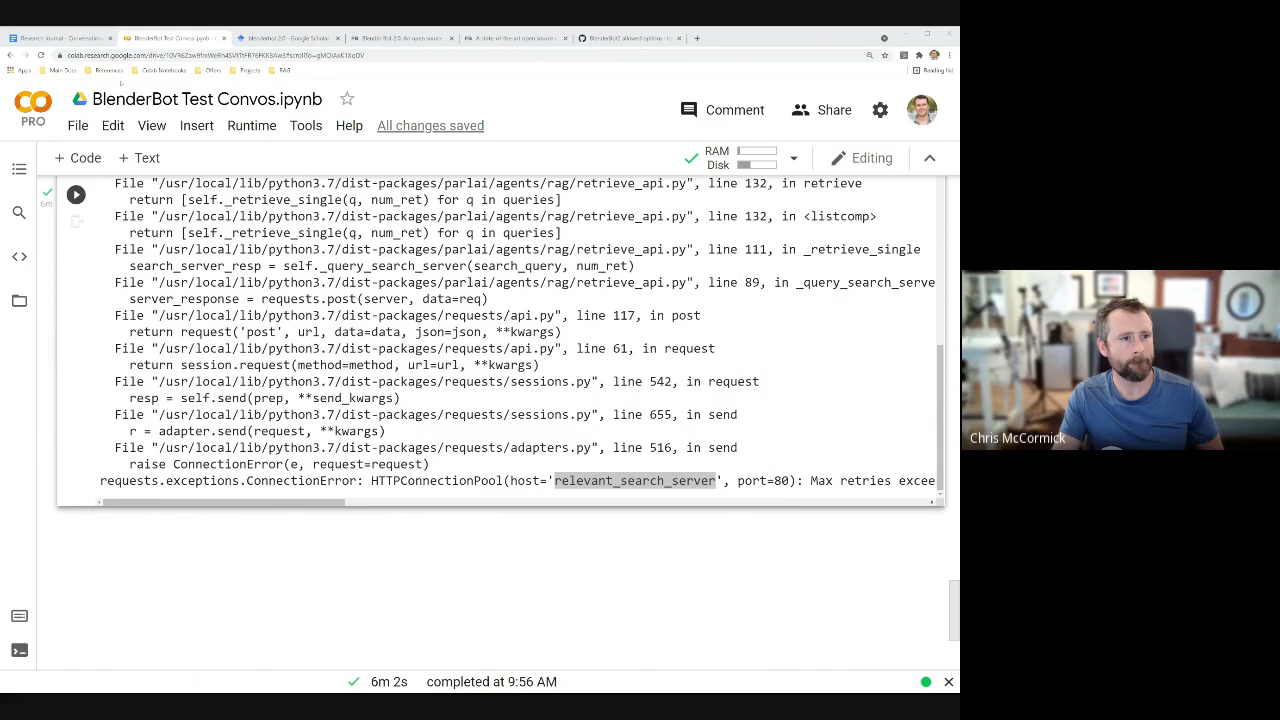 Research Journal - Conversation
BlenderBot Test Convos.ipynb
blenderbot 2.0 - Google Scholar
Blender Bot 2.0: An open source
A state-of-the-art open source c
BlenderBot2 allowed options
Apps
Main Docs
References
Colab Notebooks
Offers
Projects
RAG
Reading list
PRO
BlenderBot Test Convos.ipynb
Comment
Share
File Edit View Insert Runtime Tools Help All changes saved
+ Code + Text
RAM
Disk
Editing
6m
File "/usr/local/lib/python3.7/dist-packages/parlai/agents/rag/retrieve_api.py", line 132, in retrieve
return [self._retrieve_single(q, num_ret) for q in queries]
File "/usr/local/lib/python3.7/dist-packages/parlai/agents/rag/retrieve_api.py", line 132, in <listcomp>
return [self._retrieve_single(q, num_ret) for q in queries]
File "/usr/local/lib/python3.7/dist-packages/parlai/agents/rag/retrieve_api.py", line 111, in _retrieve_single
search_server_resp = self._query_search_server(search_query, num_ret)
File "/usr/local/lib/python3.7/dist-packages/parlai/agents/rag/retrieve_api.py", line 89, in _query_search_serve
server_response = requests.post(server, data=req)
File "/usr/local/lib/python3.7/dist-packages/requests/api.py", line 117, in post
return request('post', url, data=data, json=json, **kwargs)
File "/usr/local/lib/python3.7/dist-packages/requests/api.py", line 61, in request
return session.request(method=method, url=url, **kwargs)
File "/usr/local/lib/python3.7/dist-packages/requests/sessions.py", line 542, in request
resp = self.send(prep, **send_kwargs)
File "/usr/local/lib/python3.7/dist-packages/requests/sessions.py", line 655, in send
r = adapter.send(request, **kwargs)
File "/usr/local/lib/python3.7/dist-packages/requests/adapters.py", line 516, in send
raise ConnectionError(e, request=request)
requests.exceptions.ConnectionError: HTTPConnectionPool(host='relevant_search_server', port=80): Max retries excee
6m 2s completed at 9:56 AM
Chris McCormick